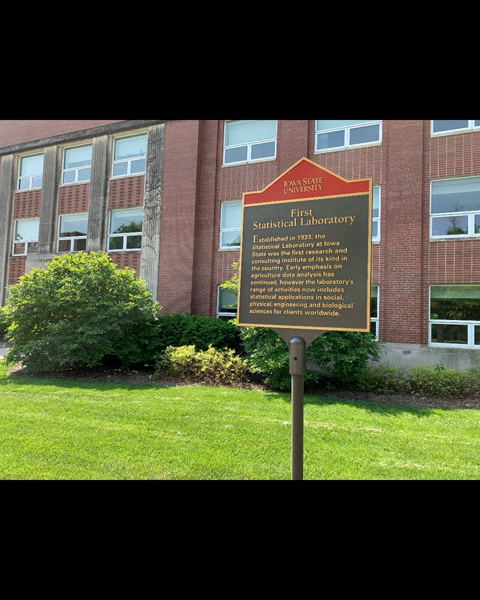 IOWA STATE
UNIVERSITY
First
Statistical Laboratory
Established in 1933, the
Statistical Laboratory at Iowa
State was the first research and
consulting institute of its kind in
the country. Early emphasis on
agriculture data analysis has
continued, however the laboratory's
range of activities now includes
statistical applications in social,
physical, engineering and biological
sciences for clients worldwide.